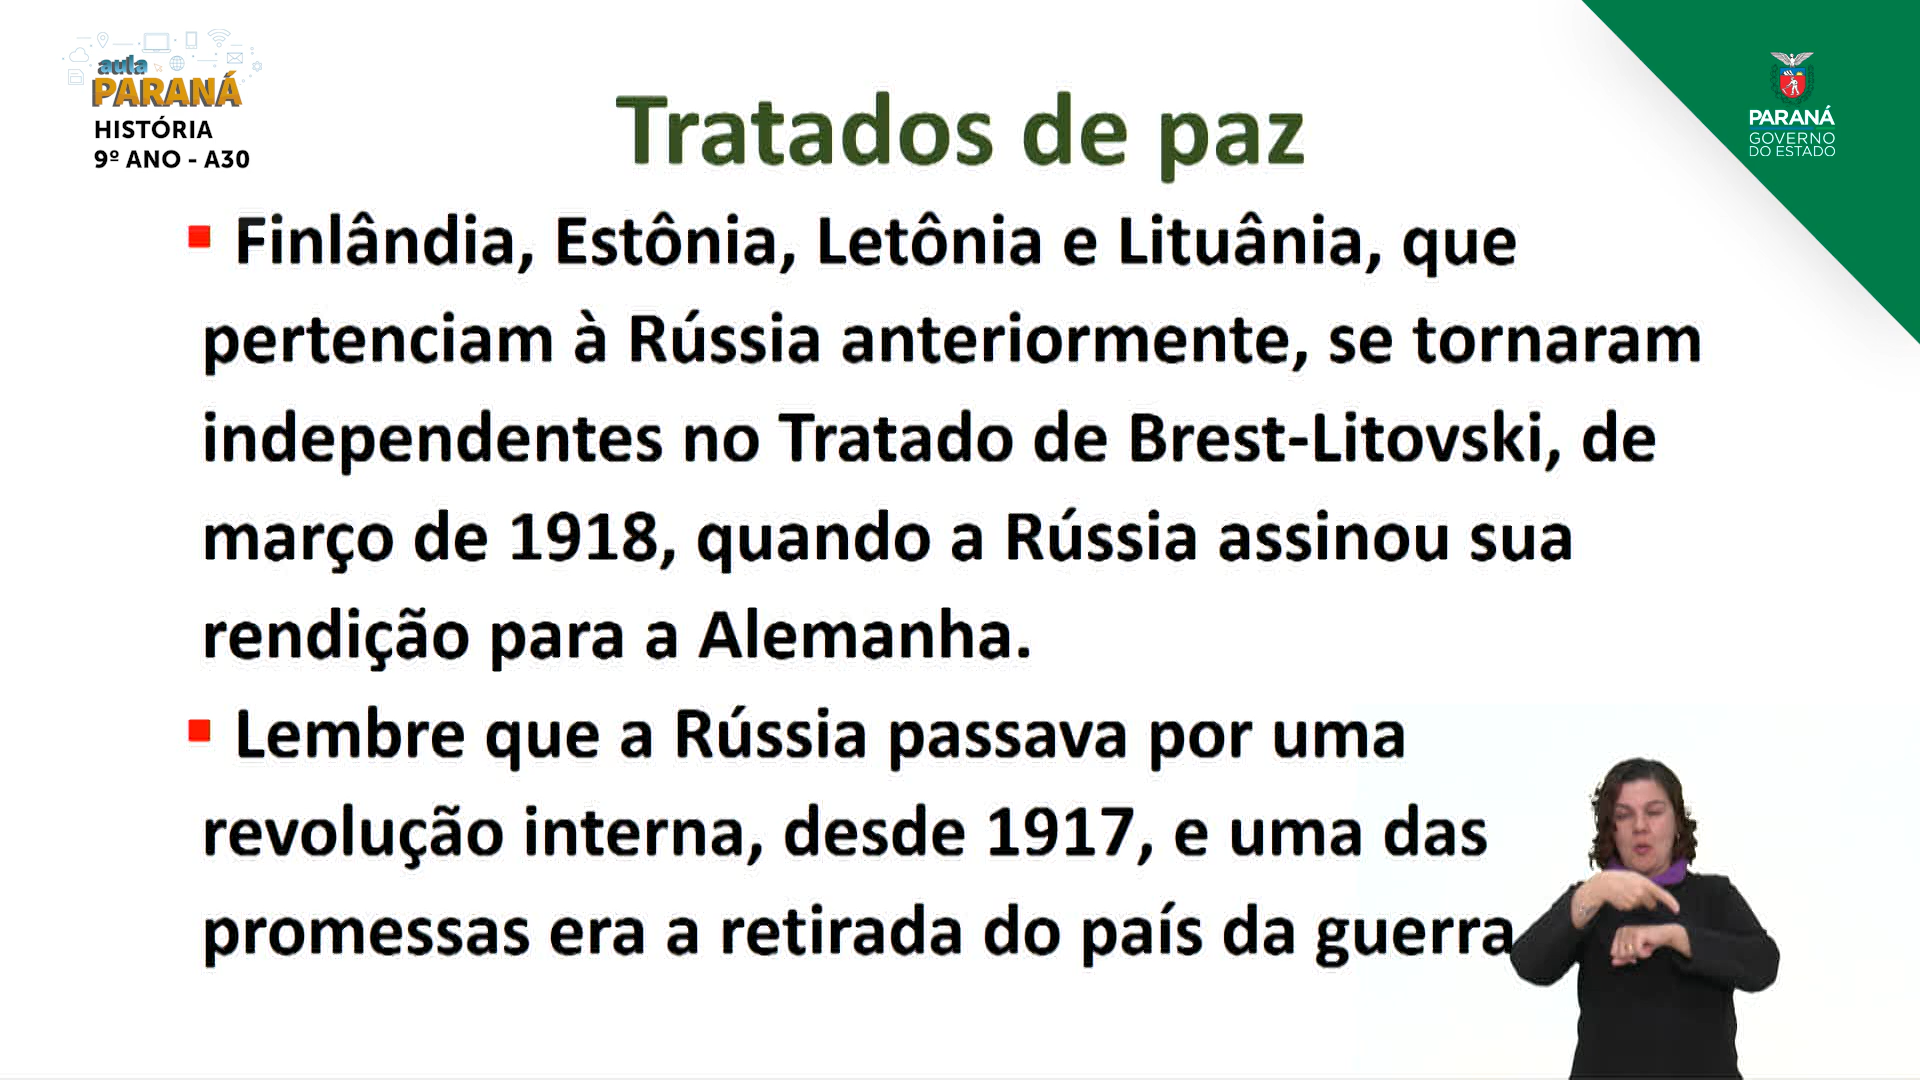 aula
PARANÁ
HISTÓRIA
9º ANO - A30
PARANÁ
GOVERNO
DO ESTADO
Tratados de paz
Finlândia, Estônia, Letônia e Lituânia, que
pertenciam à Rússia anteriormente, se tornaram
independentes no Tratado de Brest-Litovski, de
março de 1918, quando a Rússia assinou sua
rendição para a Alemanha.
Lembre que a Rússia passava por uma
revolução interna, desde 1917, e uma das
promessas era a retirada do país da guerra